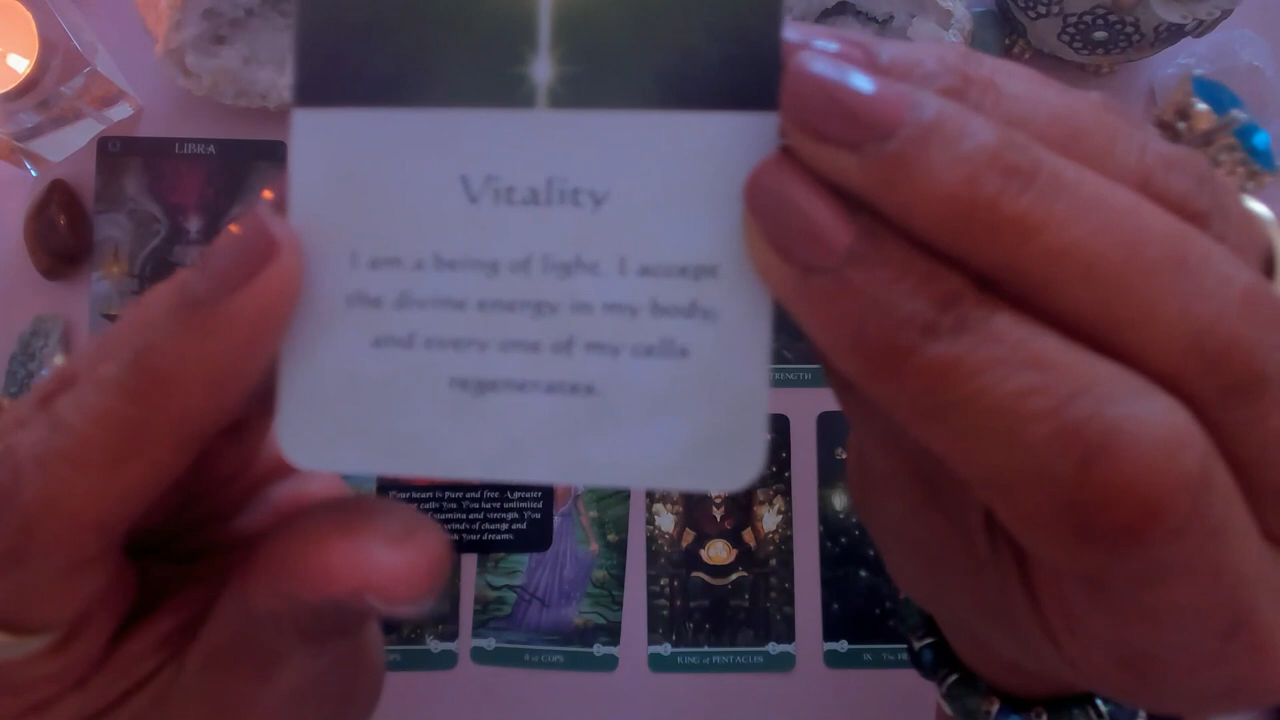 LIBRA
Vitality
I am a being of light. I accept
the divine energy in my body,
and every one of my cells
regenerates.
TRENGTH
Your heart is pure and free. A greater
calls you. You have unlimited
stamina and strength. You
winds of change and
Your dreams.
8 of CUPS
KING of PENTACLES
IX The